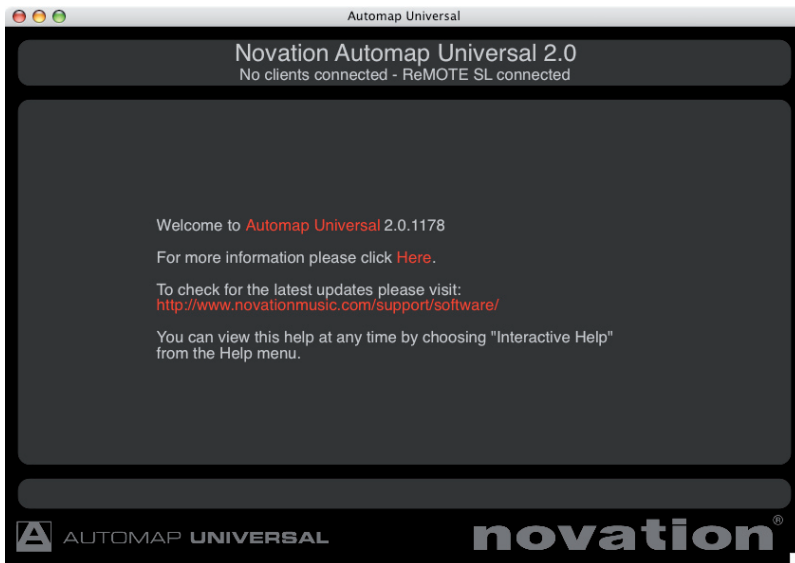 Automap Universal
Novation Automap Universal 2.0
No clients connected - ReMOTE SL connected
Welcome to Automap Universal 2.0.1178
For more information please click Here.
To check for the latest updates please visit:
http://www.novationmusic.com/support/software/
You can view this help at any time by choosing "Interactive Help"
from the Help menu.
A AUTOMAP UNIVERSAL
novation®